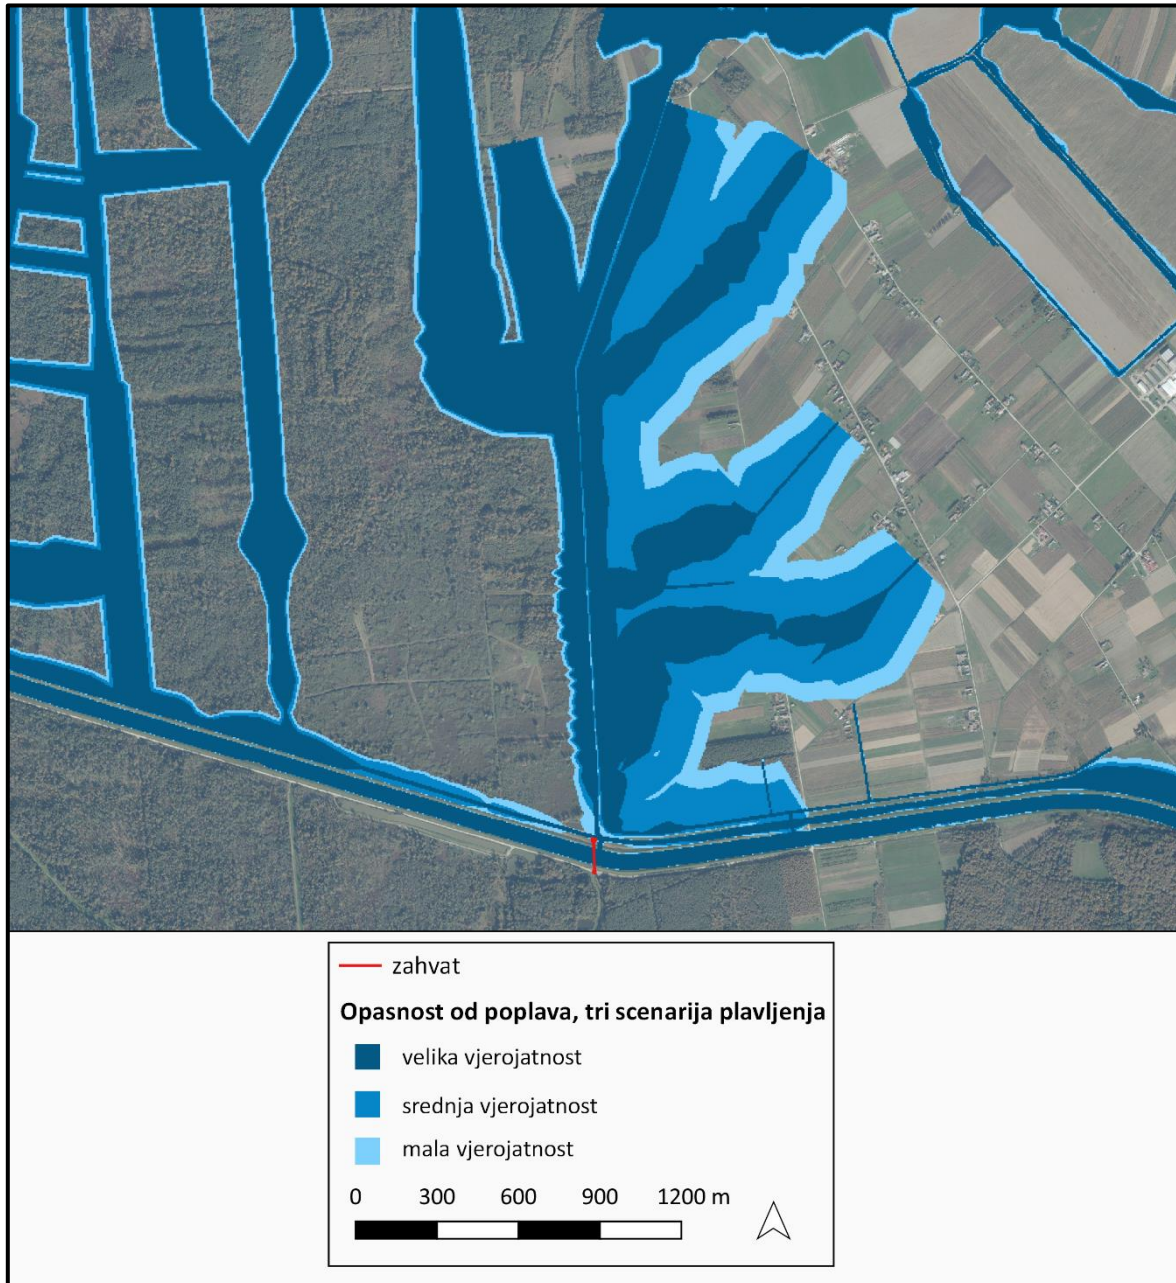 zahvat
Opasnost od poplava, tri scenarija plavljenja
velika vjerojatnost
srednja vjerojatnost
mala vjerojatnost
0 300 600 900 1200 m